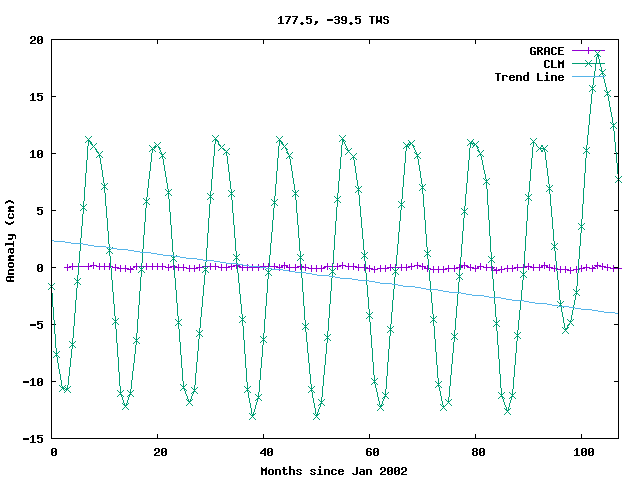 177.5, -39.5 TWS
GRACE
CLM
Trend Line
20
15
10
5
0
-5
-10
-15
Anomaly (cm)
0 20 40 60 80 100
Months since Jan 2002